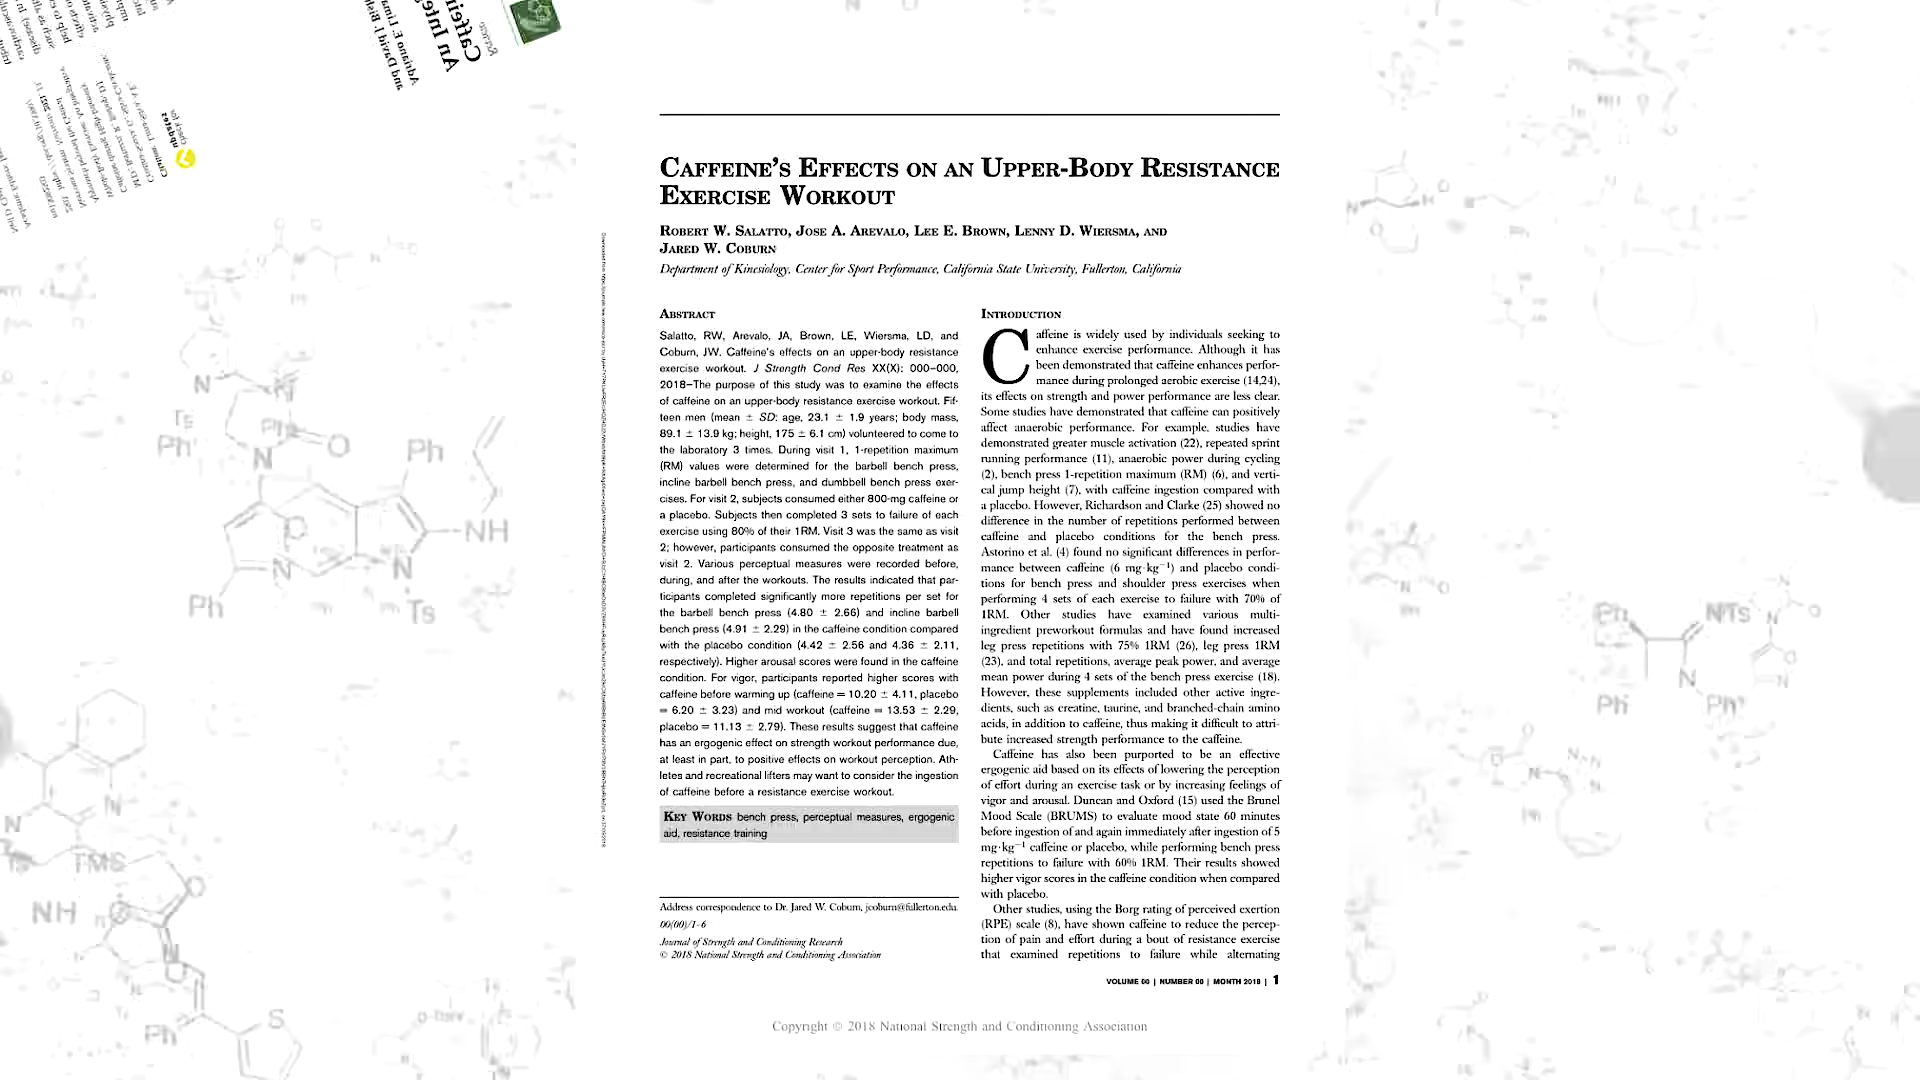 CAFFEINE'S EFFECTS ON AN UPPER-BODY RESISTANCE
EXERCISE WORKOUT
ROBERT W. SALATTO, JOSE A. AREVALO, LEE E. BROWN, LENNY D. WIERSMA, AND
JARED W. COBURN
Department of Kinesiology, Center for Sport Performance, California State University, Fullerton, California
ABSTRACT
Salatto, RW, Arevalo, JA, Brown, LE, Wiersma, LD, and
Coburn, JW. Caffeine's effects on an upper-body resistance
exercise workout. J Strength Cond Res XX(X): 000–000,
2018—The purpose of this study was to examine the effects
of caffeine on an upper-body resistance exercise workout. Fif-
teen men (mean ± SD: age, 23.1 ± 1.9 years; body mass,
89.1 ± 13.9 kg; height, 175 ± 6.1 cm) volunteered to come to
the laboratory 3 times. During visit 1, 1-repetition maximum
(RM) values were determined for the barbell bench press,
incline barbell bench press, and dumbbell bench press exer-
cises. For visit 2, subjects consumed either 800-mg caffeine or
a placebo. Subjects then completed 3 sets to failure of each
exercise using 80% of their 1RM. Visit 3 was the same as visit
2; however, participants consumed the opposite treatment as
visit 2. Various perceptual measures were recorded before,
during, and after the workouts. The results indicated that par-
ticipants completed significantly more repetitions per set for
the barbell bench press (4.80 ± 2.66) and incline barbell
bench press (4.91 ± 2.29) in the caffeine condition compared
with the placebo condition (4.42 ± 2.56 and 4.36 ± 2.11,
respectively). Higher arousal scores were found in the caffeine
condition. For vigor, participants reported higher scores with
caffeine before warming up (caffeine = 10.20 ± 4.11, placebo
= 6.20 ± 3.23) and mid workout (caffeine = 13.53 ± 2.29,
placebo = 11.13 ± 2.79). These results suggest that caffeine
has an ergogenic effect on strength workout performance due,
at least in part, to positive effects on workout perception. Ath-
letes and recreational lifters may want to consider the ingestion
of caffeine before a resistance exercise workout.
KEY WORDS bench press, perceptual measures, ergogenic
aid, resistance training
Address correspondence to Dr. Jared W. Coburn, jcoburn@fullerton.edu.
00(00)/1–6
Journal of Strength and Conditioning Research
© 2018 National Strength and Conditioning Association
INTRODUCTION
Caffeine is widely used by individuals seeking to
enhance exercise performance. Although it has
been demonstrated that caffeine enhances perfor-
mance during prolonged aerobic exercise (14,24),
its effects on strength and power performance are less clear.
Some studies have demonstrated that caffeine can positively
affect anaerobic performance. For example, studies have
demonstrated greater muscle activation (22), repeated sprint
running performance (11), anaerobic power during cycling
(2), bench press 1-repetition maximum (RM) (6), and verti-
cal jump height (7), with caffeine ingestion compared with
a placebo. However, Richardson and Clarke (25) showed no
difference in the number of repetitions performed between
caffeine and placebo conditions for the bench press.
Astorino et al. (4) found no significant differences in perfor-
mance between caffeine (6 mg·kg⁻¹) and placebo condi-
tions for bench press and shoulder press exercises when
performing 4 sets of each exercise to failure with 70% of
1RM. Other studies have examined various multi-
ingredient preworkout formulas and have found increased
leg press repetitions with 75% 1RM (26), leg press 1RM
(23), and total repetitions, average peak power, and average
mean power during 4 sets of the bench press exercise (18).
However, these supplements included other active ingre-
dients, such as creatine, taurine, and branched-chain amino
acids, in addition to caffeine, thus making it difficult to attri-
bute increased strength performance to the caffeine.
Caffeine has also been purported to be an effective
ergogenic aid based on its effects of lowering the perception
of effort during an exercise task or by increasing feelings of
vigor and arousal. Duncan and Oxford (15) used the Brunel
Mood Scale (BRUMS) to evaluate mood state 60 minutes
before ingestion of and again immediately after ingestion of 5
mg·kg⁻¹ caffeine or placebo, while performing bench press
repetitions to failure with 60% 1RM. Their results showed
higher vigor scores in the caffeine condition when compared
with placebo.
Other studies, using the Borg rating of perceived exertion
(RPE) scale (8), have shown caffeine to reduce the percep-
tion of pain and effort during a bout of resistance exercise
that examined repetitions to failure while alternating
VOLUME 00 | NUMBER 00 | MONTH 2018 | 1
Copyright © 2018 National Strength and Conditioning Association
check for
updates
Adriano E. Lima
and David J.
N
Ts
Ph
O
Ph
N
NH
N
N
Ph
Ts
N
TMS
NH
O
Ph
S
Ph
NTs
N
Ph
Ph